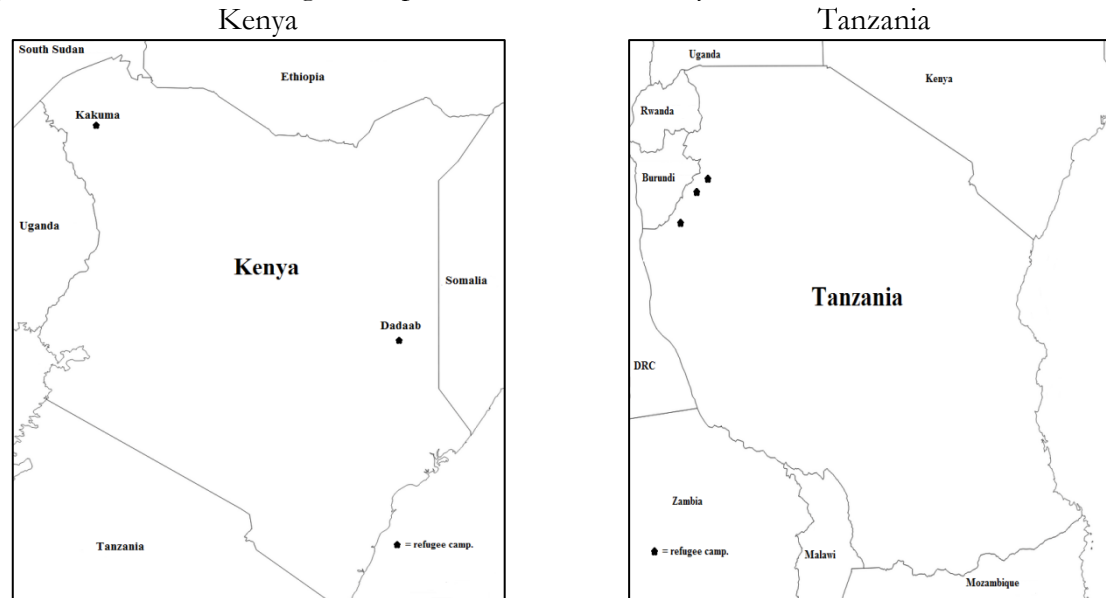 Kenya
South Sudan
Ethiopia
Kakuma
Uganda
Kenya
Somalia
Dadaab
Tanzania
= refugee camp.
Tanzania
Uganda
Kenya
Rwanda
Burundi
Tanzania
DRC
Zambia
= refugee camp.
Malawi
Mozambique